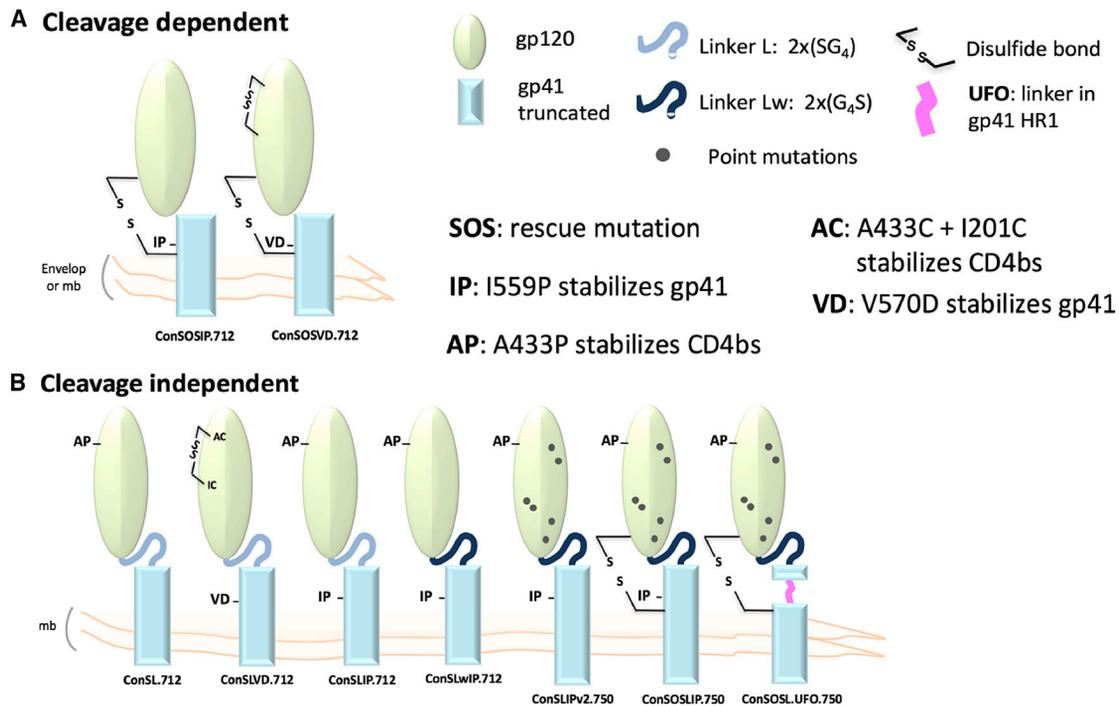 A Cleavage dependent
gp120
gp41
truncated
Linker L: 2x(SG₄)
Linker Lw: 2x(G₄S)
Point mutations
S
S
Disulfide bond
UFO: linker in
gp41 HR1
S
S
S
S
IP
S
S
VD
Envelop
or mb
ConSOSIP.712
ConSOSVD.712
SOS: rescue mutation
IP: I559P stabilizes gp41
AP: A433P stabilizes CD4bs
AC: A433C + I201C
stabilizes CD4bs
VD: V570D stabilizes gp41
B Cleavage independent
AP
S
S
AC
IC
AP
AP
AP
AP
AP
VD
IP
IP
IP
S
S
IP
S
S
mb
ConSL.712
ConSLVD.712
ConSLIP.712
ConSLwIP.712
ConSLIPv2.750
ConSOSLIP.750
ConSOSL.UFO.750